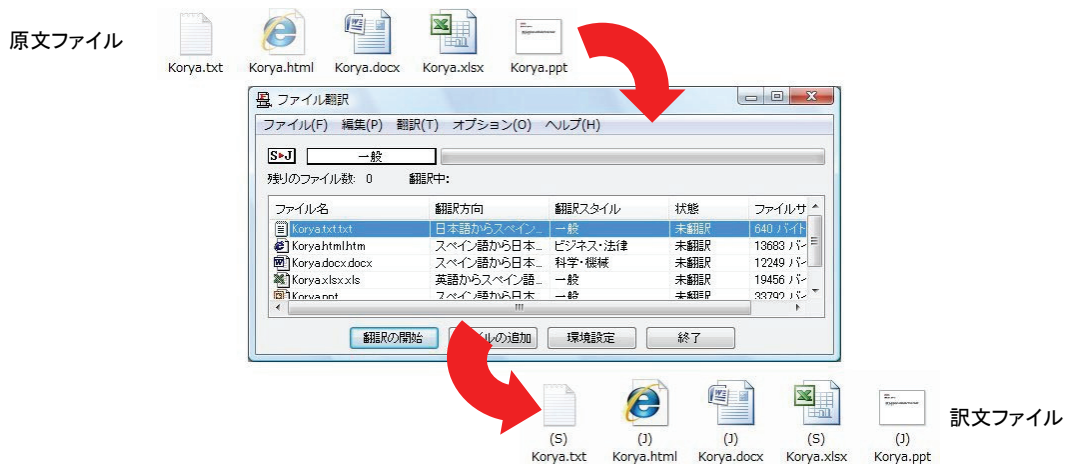 原文ファイル
Korya.txt Korya.html Korya.docx Korya.xlsx Korya.ppt
ファイル翻訳
ファイル(F) 編集(P) 翻訳(T) オプション(O) ヘルプ(H)
S▸J 一般
残りのファイル数: 0 翻訳中:
ファイル名 翻訳方向 翻訳スタイル 状態 ファイルサ
Korya.txt.txt 日本語からスペイン... 一般 未翻訳 640 バイト
Korya.html.htm スペイン語から日本... ビジネス・法律 未翻訳 13683 バイ
Korya.docx.docx スペイン語から日本... 科学・機械 未翻訳 12249 バイ
Korya.xlsx.xls 英語からスペイン語... 一般 未翻訳 19456 バイ
Korya.ppt スペイン語から日本 一般 未翻訳 33792 バイ
翻訳の開始 イルの追加 環境設定 終了
(S) (J) (J) (S) (J)
Korya.txt Korya.html Korya.docx Korya.xlsx Korya.ppt
訳文ファイル